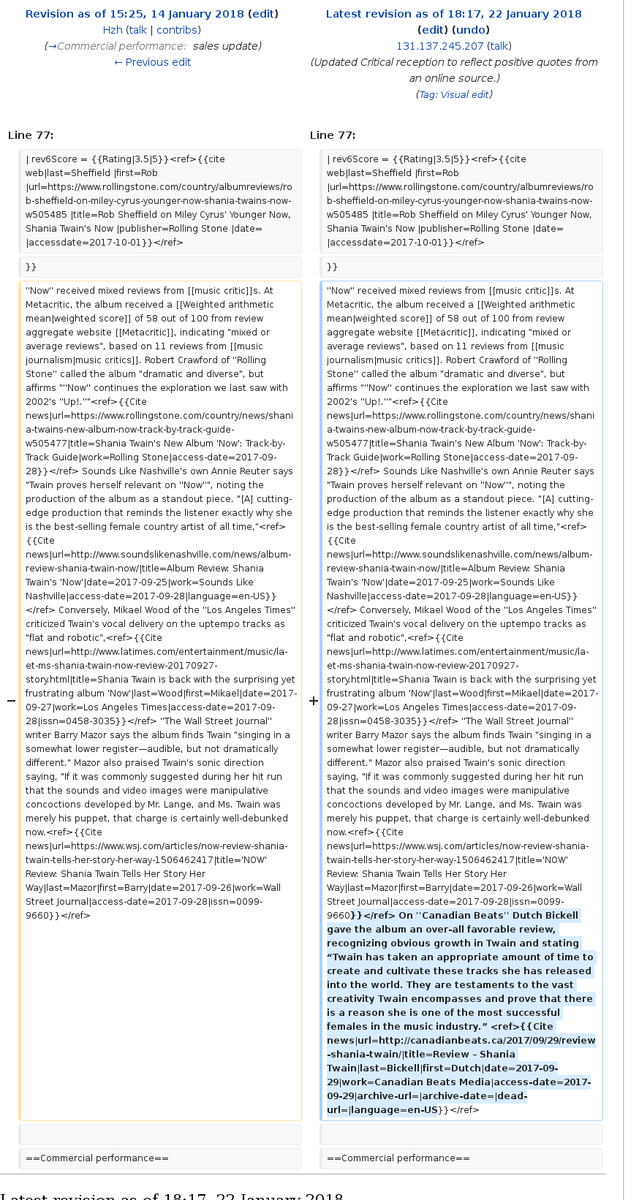 Revision as of 15:25, 14 January 2018 (edit)
Hzh (talk | contribs)
(→Commercial performance: sales update)
← Previous edit
Latest revision as of 18:17, 22 January 2018
(edit) (undo)
131.137.245.207 (talk)
(Updated Critical reception to reflect positive quotes from
an online source.)
(Tag: Visual edit)
Line 77:
| rev6Score = {{Rating|3.5|5}}<ref>{{cite
web|last=Sheffield |first=Rob
|url=https://www.rollingstone.com/country/albumreviews/ro
b-sheffield-on-miley-cyrus-younger-now-shania-twains-now-
w505485 |title=Rob Sheffield on Miley Cyrus' Younger Now,
Shania Twain's Now |publisher=Rolling Stone |date=
|accessdate=2017-10-01}}</ref>
}}
−
''Now'' received mixed reviews from [[music critic]]s. At
Metacritic, the album received a [[Weighted arithmetic
mean|weighted score]] of 58 out of 100 from review
aggregate website [[Metacritic]], indicating "mixed or
average reviews", based on 11 reviews from [[music
journalism|music critics]]. Robert Crawford of ''Rolling
Stone'' called the album "dramatic and diverse", but
affirms "''Now'' continues the exploration we last saw with
2002's ''Up!.''"<ref>{{Cite
news|url=https://www.rollingstone.com/country/news/shani
a-twains-new-album-now-track-by-track-guide-
w505477|title=Shania Twain's New Album 'Now': Track-by-
Track Guide|work=Rolling Stone|access-date=2017-09-
28}}</ref> Sounds Like Nashville's own Annie Reuter says
"Twain proves herself relevant on ''Now''", noting the
production of the album as a standout piece. "[A] cutting-
edge production that reminds the listener exactly why she
is the best-selling female country artist of all time,"<ref>
{{Cite
news|url=http://www.soundslikenashville.com/news/album-
review-shania-twain-now/|title=Album Review: Shania
Twain's 'Now'|date=2017-09-25|work=Sounds Like
Nashville|access-date=2017-09-28|language=en-US}}
</ref> Conversely, Mikael Wood of the ''Los Angeles Times''
criticized Twain's vocal delivery on the uptempo tracks as
"flat and robotic",<ref>{{Cite
news|url=http://www.latimes.com/entertainment/music/la-
et-ms-shania-twain-now-review-20170927-
story.html|title=Shania Twain is back with the surprising yet
frustrating album 'Now'|last=Wood|first=Mikael|date=2017-
09-27|work=Los Angeles Times|access-date=2017-09-
28|issn=0458-3035}}</ref> ''The Wall Street Journal''
writer Barry Mazor says the album finds Twain "singing in a
somewhat lower register—audible, but not dramatically
different." Mazor also praised Twain's sonic direction
saying, "If it was commonly suggested during her hit run
that the sounds and video images were manipulative
concoctions developed by Mr. Lange, and Ms. Twain was
merely his puppet, that charge is certainly well-debunked
now.<ref>{{Cite
news|url=https://www.wsj.com/articles/now-review-shania-
twain-tells-her-story-her-way-1506462417|title='NOW'
Review: Shania Twain Tells Her Story Her
Way|last=Mazor|first=Barry|date=2017-09-26|work=Wall
Street Journal|access-date=2017-09-28|issn=0099-
9660}}</ref>
==Commercial performance==
Line 77:
| rev6Score = {{Rating|3.5|5}}<ref>{{cite
web|last=Sheffield |first=Rob
|url=https://www.rollingstone.com/country/albumreviews/ro
b-sheffield-on-miley-cyrus-younger-now-shania-twains-now-
w505485 |title=Rob Sheffield on Miley Cyrus' Younger Now,
Shania Twain's Now |publisher=Rolling Stone |date=
|accessdate=2017-10-01}}</ref>
}}
+
''Now'' received mixed reviews from [[music critic]]s. At
Metacritic, the album received a [[Weighted arithmetic
mean|weighted score]] of 58 out of 100 from review
aggregate website [[Metacritic]], indicating "mixed or
average reviews", based on 11 reviews from [[music
journalism|music critics]]. Robert Crawford of ''Rolling
Stone'' called the album "dramatic and diverse", but
affirms "''Now'' continues the exploration we last saw with
2002's ''Up!.''"<ref>{{Cite
news|url=https://www.rollingstone.com/country/news/shani
a-twains-new-album-now-track-by-track-guide-
w505477|title=Shania Twain's New Album 'Now': Track-by-
Track Guide|work=Rolling Stone|access-date=2017-09-
28}}</ref> Sounds Like Nashville's own Annie Reuter says
"Twain proves herself relevant on ''Now''", noting the
production of the album as a standout piece. "[A] cutting-
edge production that reminds the listener exactly why she
is the best-selling female country artist of all time,"<ref>
{{Cite
news|url=http://www.soundslikenashville.com/news/album-
review-shania-twain-now/|title=Album Review: Shania
Twain's 'Now'|date=2017-09-25|work=Sounds Like
Nashville|access-date=2017-09-28|language=en-US}}
</ref> Conversely, Mikael Wood of the ''Los Angeles Times''
criticized Twain's vocal delivery on the uptempo tracks as
"flat and robotic",<ref>{{Cite
news|url=http://www.latimes.com/entertainment/music/la-
et-ms-shania-twain-now-review-20170927-
story.html|title=Shania Twain is back with the surprising yet
frustrating album 'Now'|last=Wood|first=Mikael|date=2017-
09-27|work=Los Angeles Times|access-date=2017-09-
28|issn=0458-3035}}</ref> ''The Wall Street Journal''
writer Barry Mazor says the album finds Twain "singing in a
somewhat lower register—audible, but not dramatically
different." Mazor also praised Twain's sonic direction
saying, "If it was commonly suggested during her hit run
that the sounds and video images were manipulative
concoctions developed by Mr. Lange, and Ms. Twain was
merely his puppet, that charge is certainly well-debunked
now.<ref>{{Cite
news|url=https://www.wsj.com/articles/now-review-shania-
twain-tells-her-story-her-way-1506462417|title='NOW'
Review: Shania Twain Tells Her Story Her
Way|last=Mazor|first=Barry|date=2017-09-26|work=Wall
Street Journal|access-date=2017-09-28|issn=0099-
9660}}</ref> On ''Canadian Beats'' Dutch Bickell
gave the album an over-all favorable review,
recognizing obvious growth in Twain and stating
“Twain has taken an appropriate amount of time to
create and cultivate these tracks she has released
into the world. They are testaments to the vast
creativity Twain encompasses and prove that there
is a reason she is one of the most successful
females in the music industry.” <ref>{{Cite
news|url=http://canadianbeats.ca/2017/09/29/review
-shania-twain/|title=Review – Shania
Twain|last=Bickell|first=Dutch|date=2017-09-
29|work=Canadian Beats Media|access-date=2017-
09-29|archive-url=|archive-date=|dead-
url=|language=en-US}}</ref>
==Commercial performance==
Latest revision as of 18:17, 22 January 2018